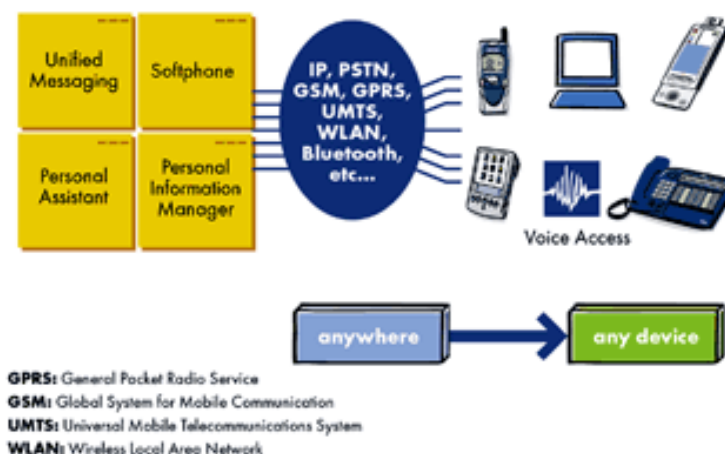 Unified
Messaging
Softphone
Personal
Assistant
Personal
Information
Manager
IP, PSTN,
GSM, GPRS,
UMTS,
WLAN,
Bluetooth,
etc...
Voice Access
anywhere
any device
GPRS: General Packet Radio Service
GSM: Global System for Mobile Communication
UMTS: Universal Mobile Telecommunications System
WLAN: Wireless Local Area Network